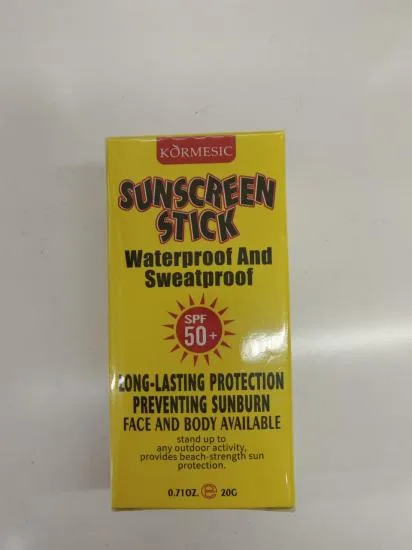 KÒRMESIC
SUNSCREEN
STICK
Waterproof And
Sweatproof
SPF
50+
LONG-LASTING PROTECTION
PREVENTING SUNBURN
FACE AND BODY AVAILABLE
stand up to
any outdoor activity,
provides beach-strength sun
protection.
0.71OZ. 20G